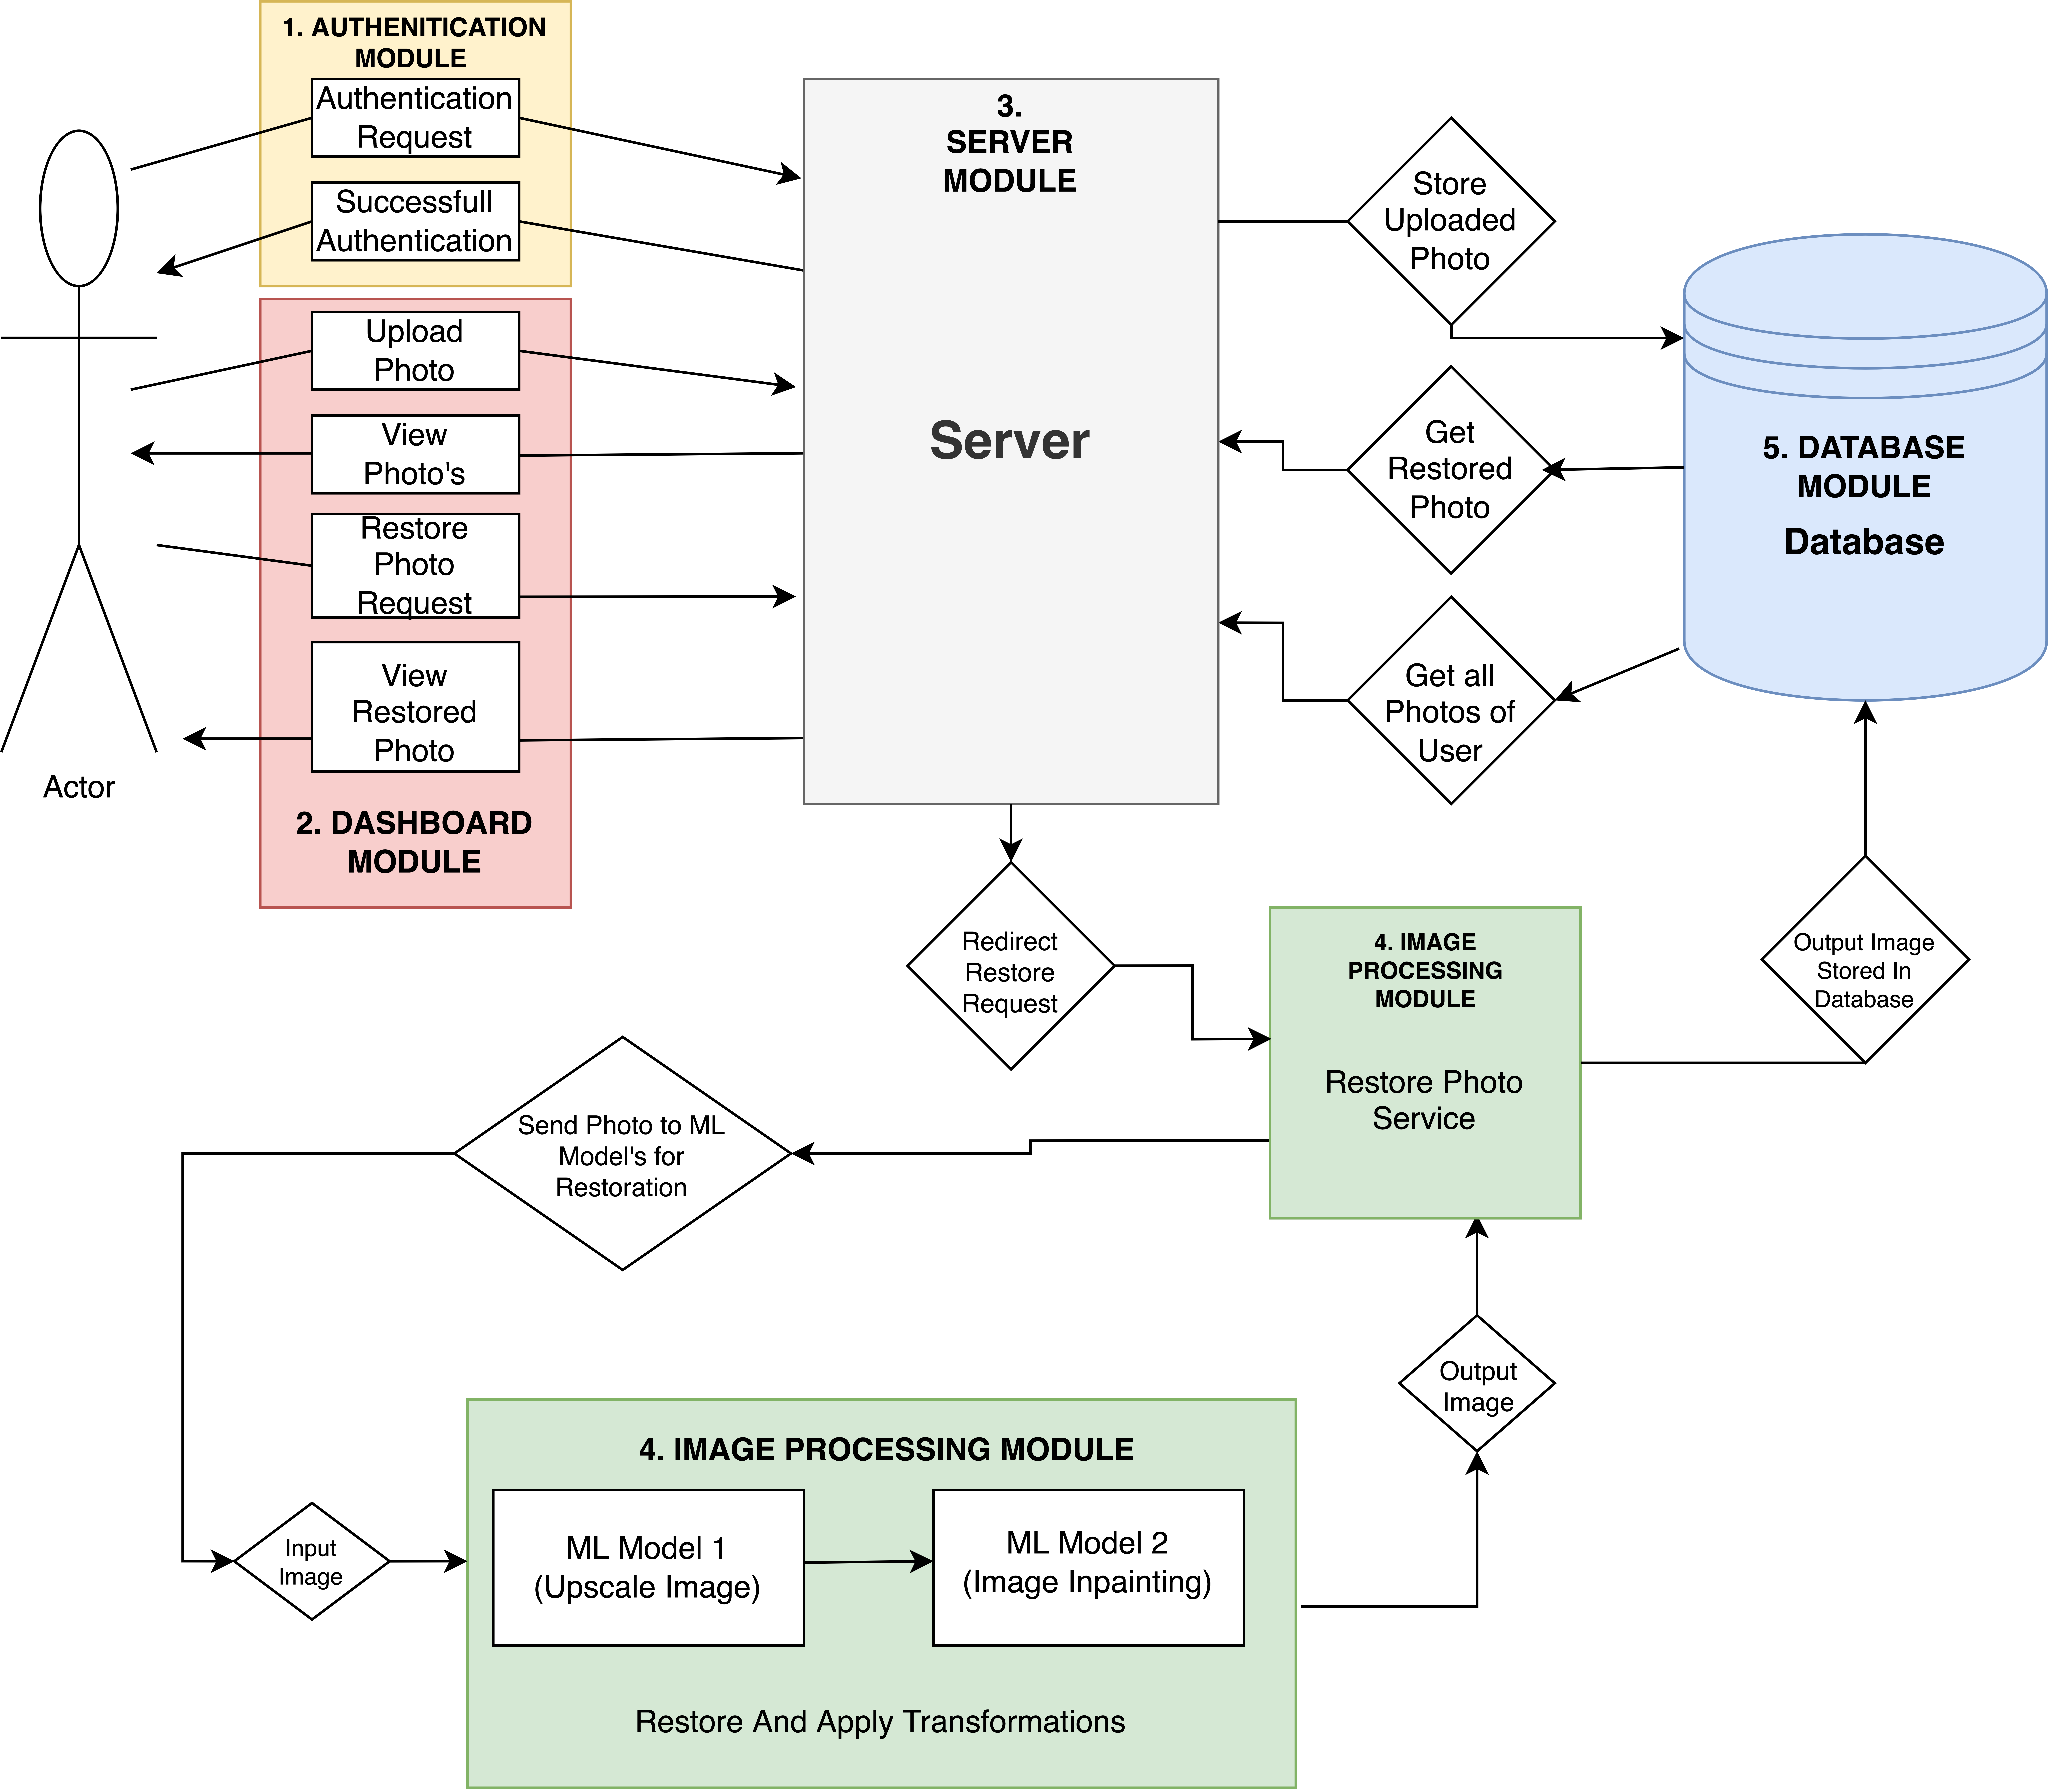 1. AUTHENITICATION
MODULE
Authentication
Request
Successfull
Authentication
Upload
Photo
View
Photo's
Restore
Photo
Request
View
Restored
Photo
2. DASHBOARD
MODULE
Actor
3.
SERVER
MODULE
Server
Store
Uploaded
Photo
Get
Restored
Photo
Get all
Photos of
User
5. DATABASE
MODULE
Database
Redirect
Restore
Request
4. IMAGE
PROCESSING
MODULE
Restore Photo
Service
Output Image
Stored In
Database
Send Photo to ML
Model's for
Restoration
Output
Image
Input
Image
4. IMAGE PROCESSING MODULE
ML Model 1
(Upscale Image)
ML Model 2
(Image Inpainting)
Restore And Apply Transformations